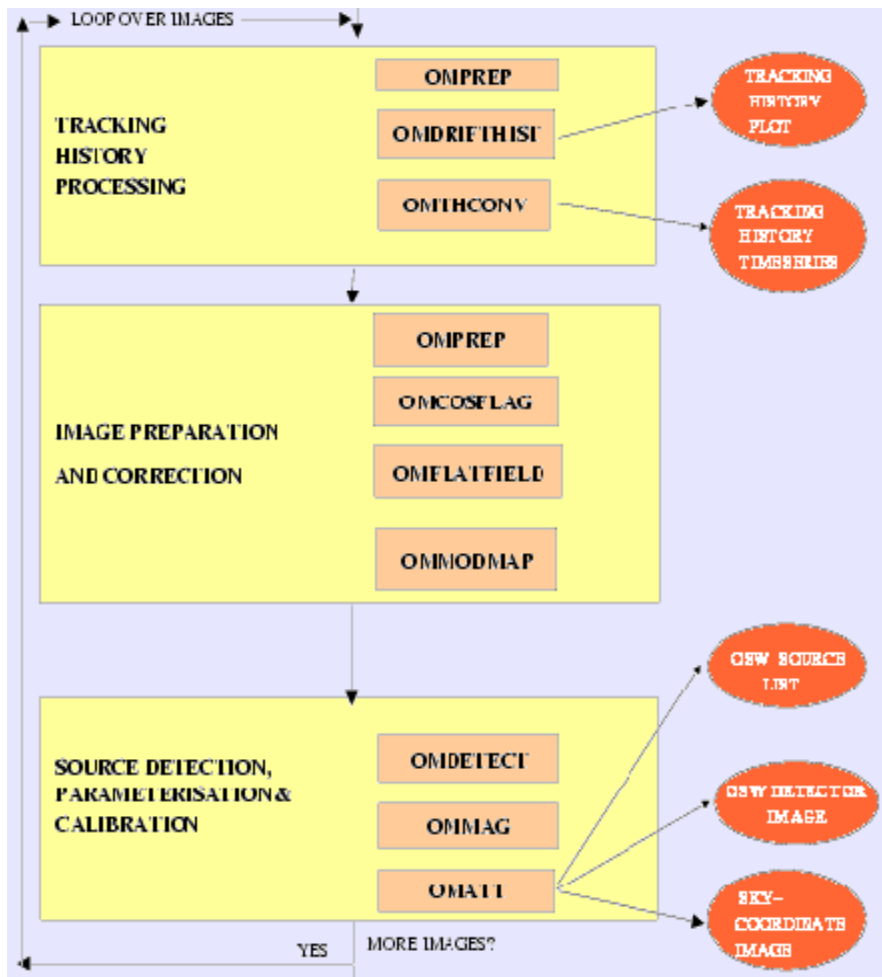 LOOP OVER IMAGES
TRACKING
HISTORY
PROCESSING
OMPREP
OMDRIFTHIST
OMTHCONV
TRACKING
HISTORY
PLOT
TRACKING
HISTORY
TIMESERIES
IMAGE PREPARATION
AND CORRECTION
OMPREP
OMCOSFLAG
OMFLATFIELD
OMMODMAP
SOURCE DETECTION,
PARAMETERISATION &
CALIBRATION
OMDETECT
OMMAG
OMATT
OSW SOURCE
LIST
OSW DETECTOR
IMAGE
SKY-
COORDINATE
IMAGE
YES
MORE IMAGES?